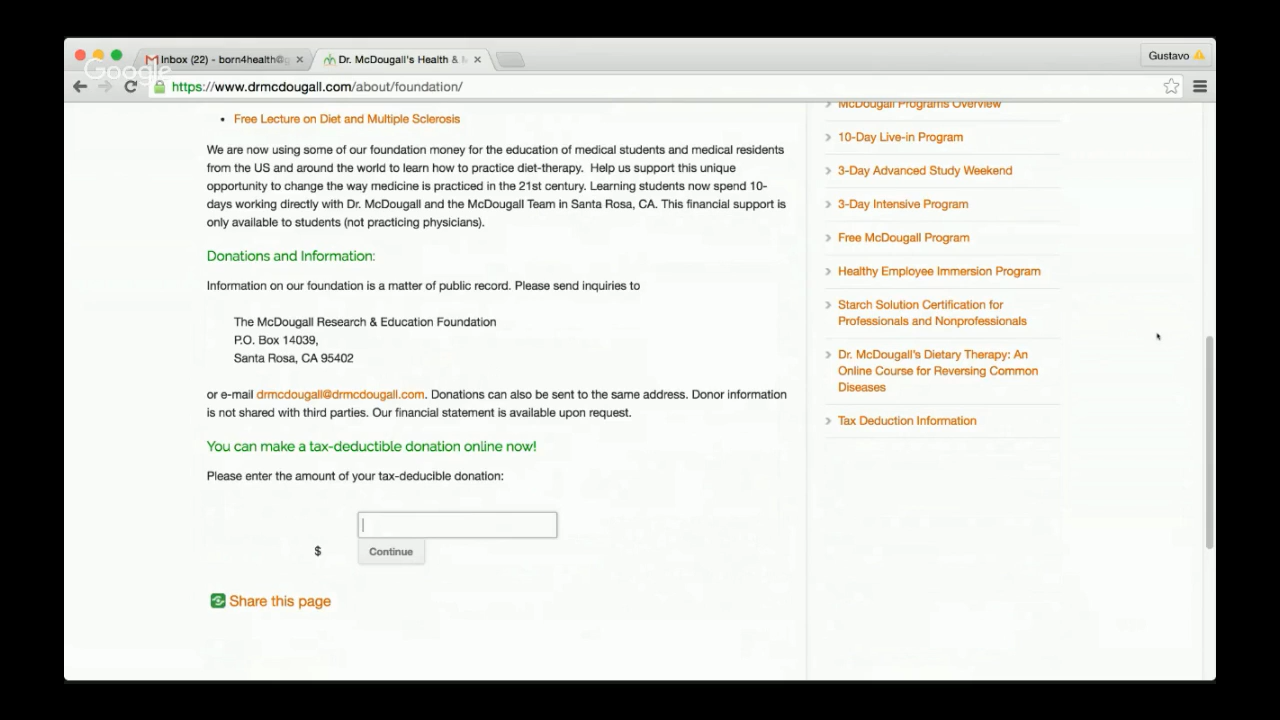 Inbox (22) - born4health@g
Dr. McDougall's Health & M
Gustavo
Google
https://www.drmcdougall.com/about/foundation/
• Free Lecture on Diet and Multiple Sclerosis
We are now using some of our foundation money for the education of medical students and medical residents
from the US and around the world to learn how to practice diet-therapy. Help us support this unique
opportunity to change the way medicine is practiced in the 21st century. Learning students now spend 10-
days working directly with Dr. McDougall and the McDougall Team in Santa Rosa, CA. This financial support is
only available to students (not practicing physicians).
Donations and Information:
Information on our foundation is a matter of public record. Please send inquiries to
The McDougall Research & Education Foundation
P.O. Box 14039,
Santa Rosa, CA 95402
or e-mail drmcdougall@drmcdougall.com. Donations can also be sent to the same address. Donor information
is not shared with third parties. Our financial statement is available upon request.
You can make a tax-deductible donation online now!
Please enter the amount of your tax-deducible donation:
$
Continue
Share this page
McDougall Programs Overview
10-Day Live-in Program
3-Day Advanced Study Weekend
3-Day Intensive Program
Free McDougall Program
Healthy Employee Immersion Program
Starch Solution Certification for
Professionals and Nonprofessionals
Dr. McDougall's Dietary Therapy: An
Online Course for Reversing Common
Diseases
Tax Deduction Information